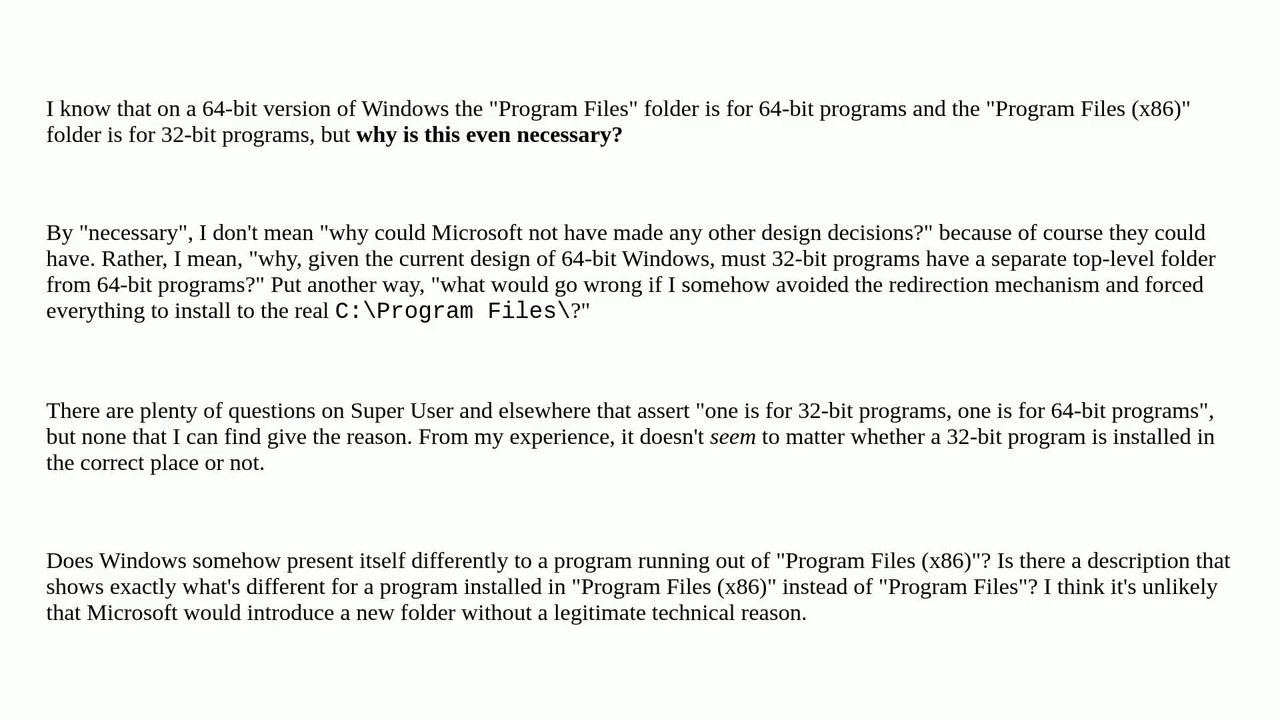 I know that on a 64-bit version of Windows the "Program Files" folder is for 64-bit programs and the "Program Files (x86)"
folder is for 32-bit programs, but why is this even necessary?
By "necessary", I don't mean "why could Microsoft not have made any other design decisions?" because of course they could
have. Rather, I mean, "why, given the current design of 64-bit Windows, must 32-bit programs have a separate top-level folder
from 64-bit programs?" Put another way, "what would go wrong if I somehow avoided the redirection mechanism and forced
everything to install to the real C:\Program Files\?"
There are plenty of questions on Super User and elsewhere that assert "one is for 32-bit programs, one is for 64-bit programs",
but none that I can find give the reason. From my experience, it doesn't seem to matter whether a 32-bit program is installed in
the correct place or not.
Does Windows somehow present itself differently to a program running out of "Program Files (x86)"? Is there a description that
shows exactly what's different for a program installed in "Program Files (x86)" instead of "Program Files"? I think it's unlikely
that Microsoft would introduce a new folder without a legitimate technical reason.